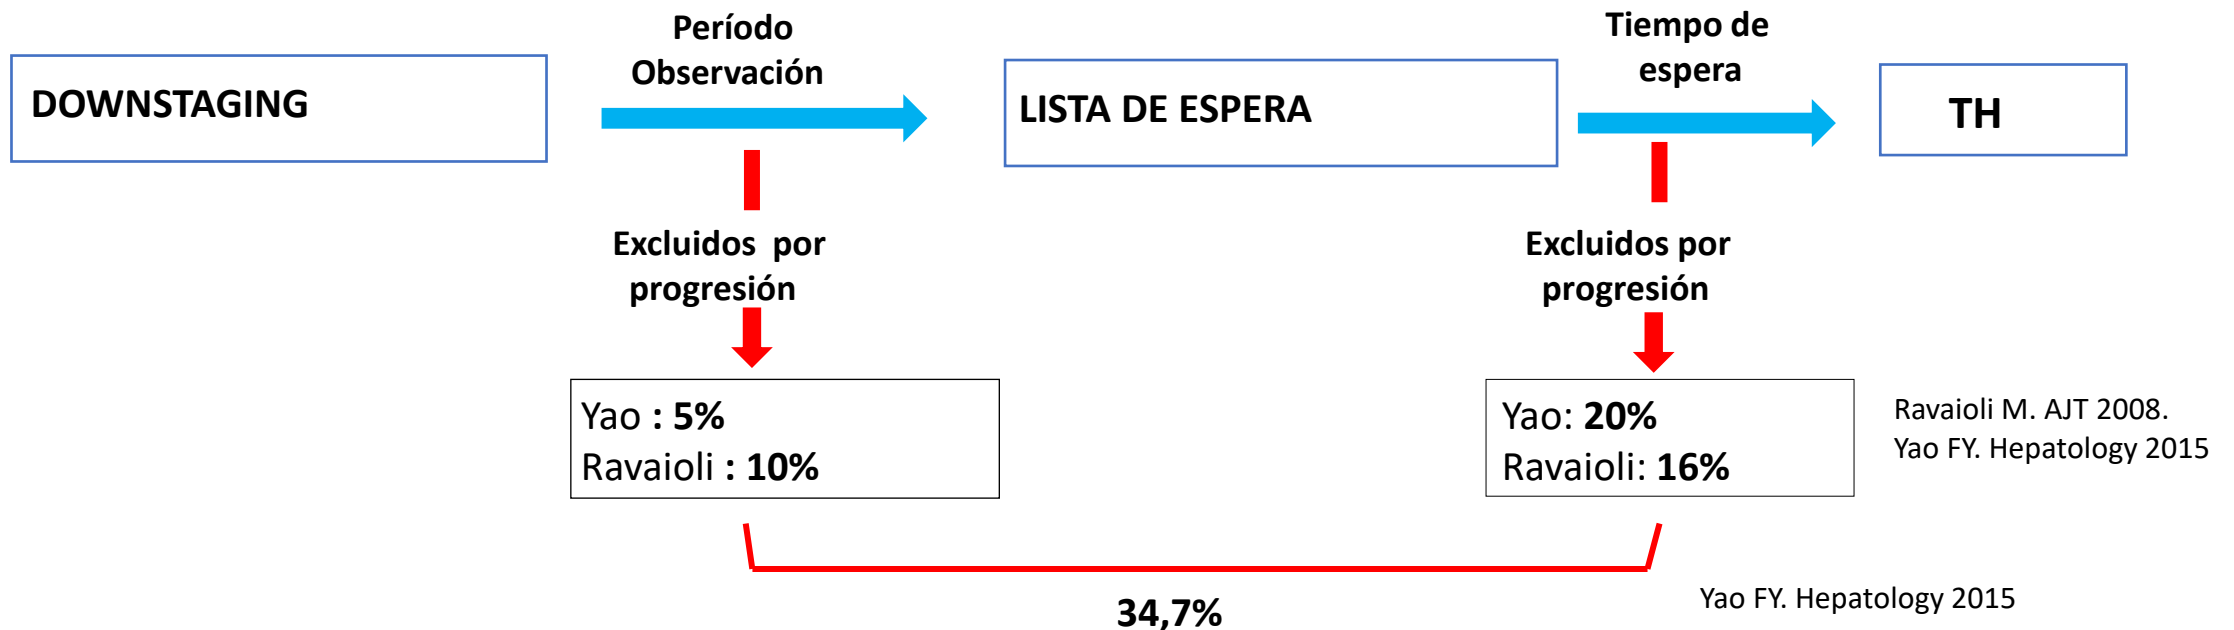 Período
Observación
Tiempo de
espera
DOWNSTAGING
LISTA DE ESPERA
TH
Excluidos por
progresión
Excluidos por
progresión
Yao : 5%
Ravaioli : 10%
Yao: 20%
Ravaioli: 16%
Ravaioli M. AJT 2008.
Yao FY. Hepatology 2015
34,7%
Yao FY. Hepatology 2015